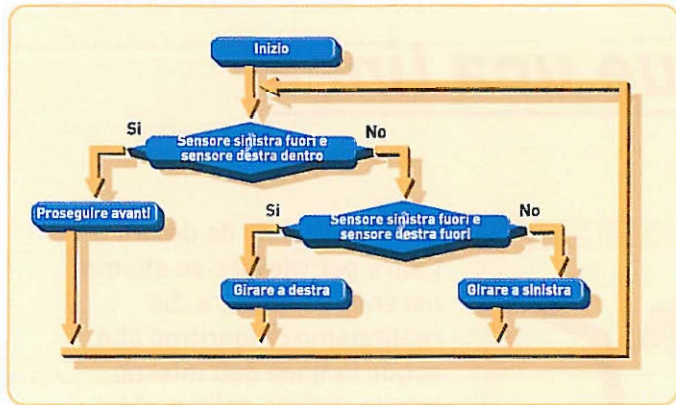 Inizio
Si
Sensore sinistra fuori e
sensore destra dentro
No
Proseguire avanti
Si
Sensore sinistra fuori e
sensore destra fuori
No
Girare a destra
Girare a sinistra